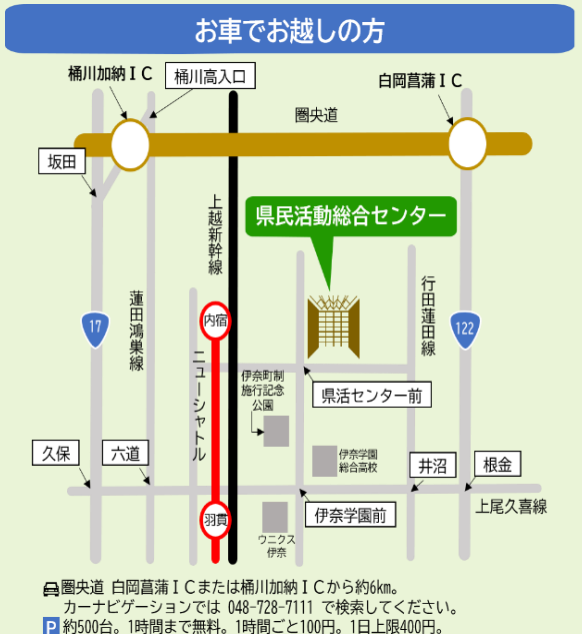 お車でお越しの方
桶川加納ＩＣ
桶川高入口
白岡菖蒲ＩＣ
圏央道
坂田
上越新幹線
県民活動総合センター
蓮田鴻巣線
行田蓮田線
17
内宿
122
ニューシャトル
伊奈町制
施行記念
公園
県活センター前
久保
六道
伊奈学園
総合高校
井沼
根金
上尾久喜線
羽貫
伊奈学園前
ウニクス
伊奈
圏央道 白岡菖蒲ＩＣまたは桶川加納ＩＣから約6km。
カーナビゲーションでは 048-728-7111 で検索してください。
P 約500台。1時間まで無料。1時間ごと100円。1日上限400円。